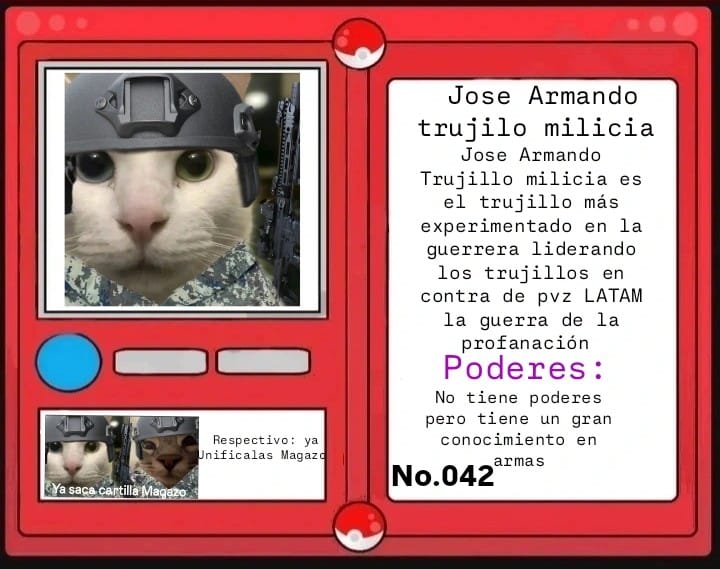 Jose Armando
trujilo milicia
Jose Armando
Trujillo milicia es
el trujillo más
experimentado en la
guerrera liderando
los trujillos en
contra de pvz LATAM
la guerra de la
profanación
Poderes:
No tiene poderes
pero tiene un gran
conocimiento en
armas
No.042
Respectivo: ya
Unificalas Magazo
Ya saca cartilla Magazo